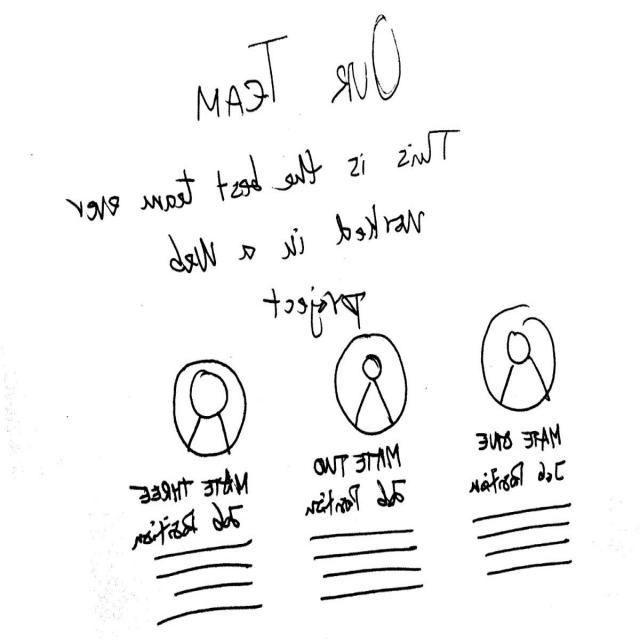 OUR TEAM
This is the best team ever
worked in a Web
project
MATE ONE
Job Position
MATE TWO
Job Position
MATE THREE
Job Position